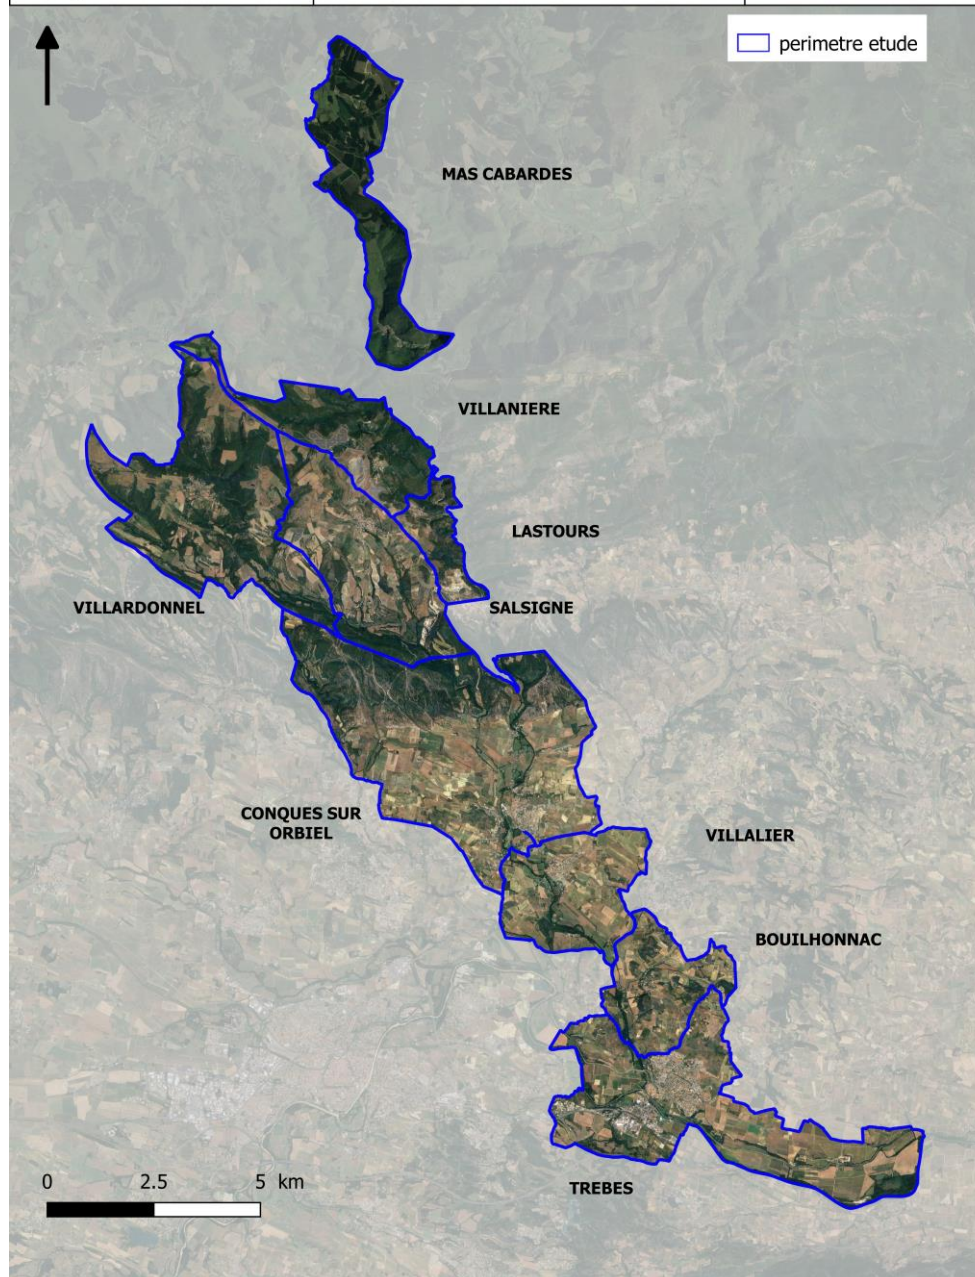 perimetre etude
MAS CABARDES
VILLANIERE
LASTOURS
VILLARDONNEL
SALSIGNE
CONQUES SUR
ORBIEL
VILLALIER
BOUILHONNAC
0 2.5 5 km
TREBES